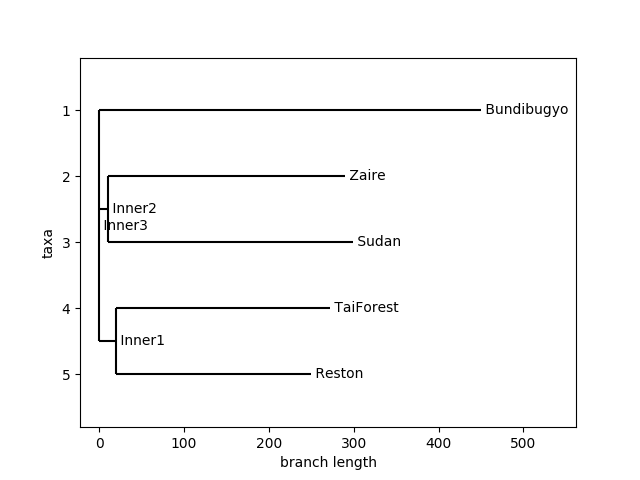 1
Bundibugyo
2
Zaire
Inner2
Inner3
taxa
3
Sudan
4
TaiForest
Inner1
5
Reston
0 100 200 300 400 500
branch length